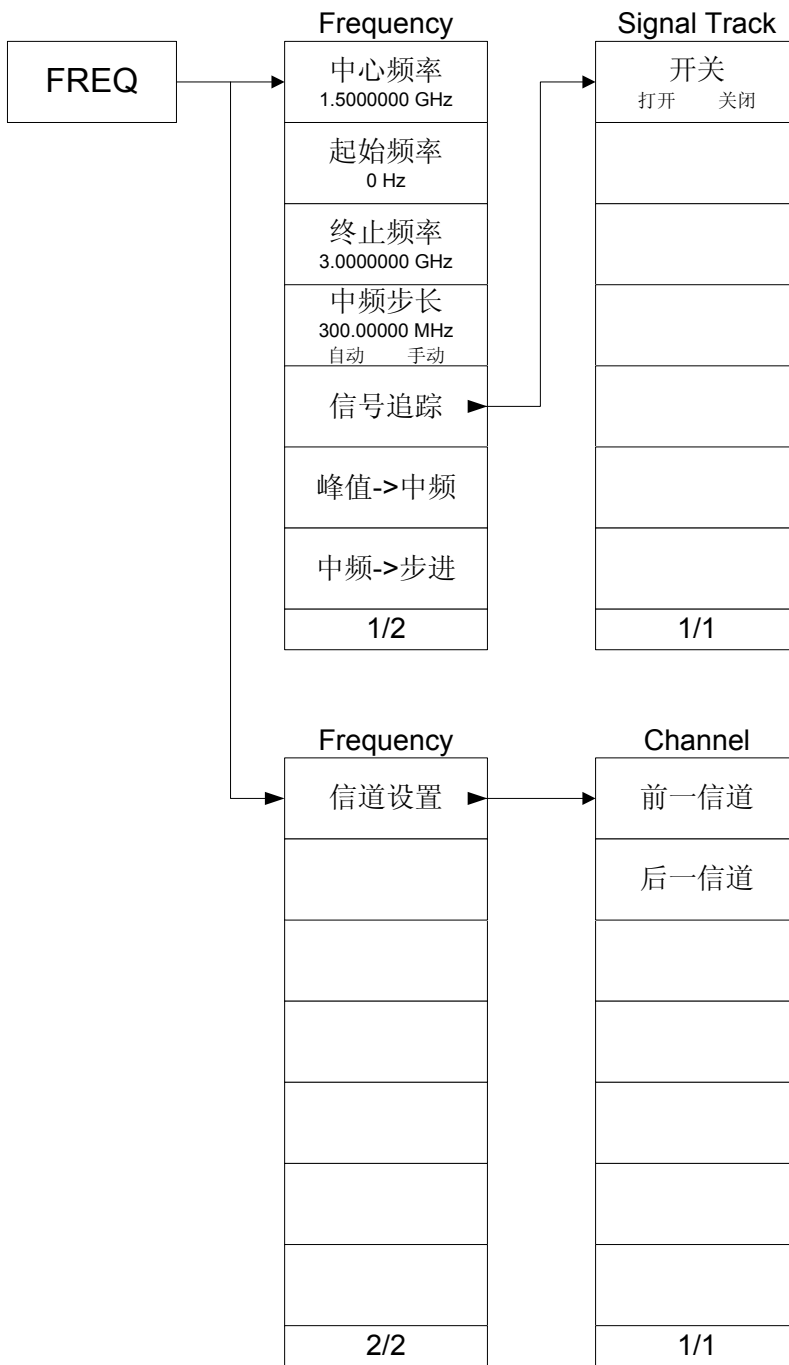 FREQ
Frequency
中心频率
1.5000000 GHz
起始频率
0 Hz
终止频率
3.0000000 GHz
中频步长
300.00000 MHz
自动 手动
信号追踪
峰值->中频
中频->步进
1/2
Signal Track
开关
打开 关闭
1/1
Frequency
信道设置
2/2
Channel
前一信道
后一信道
1/1